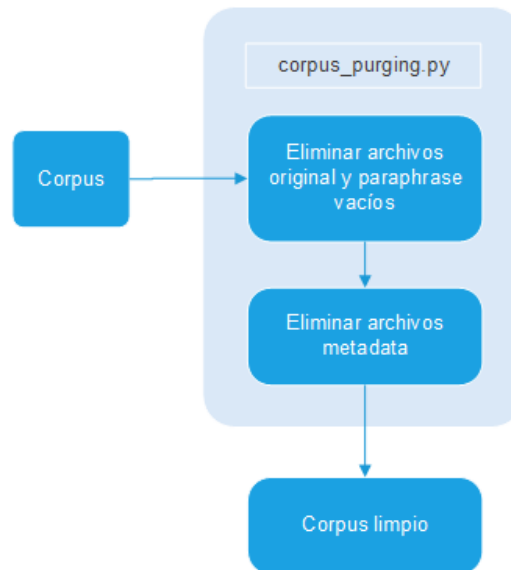 corpus_purging.py
Corpus
Eliminar archivos
original y paraphrase
vacíos
Eliminar archivos
metadata
Corpus limpio